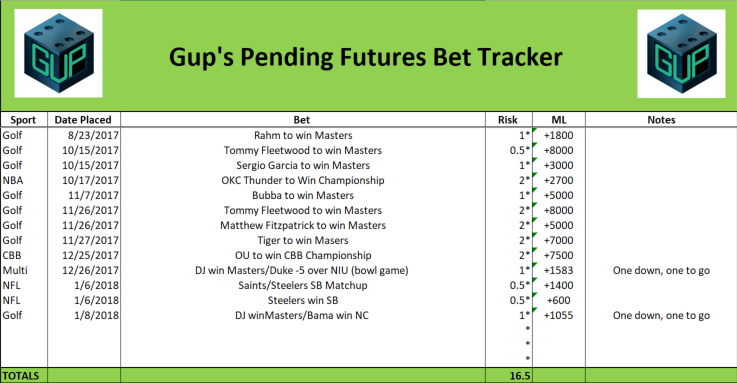 GUP
Gup's Pending Futures Bet Tracker
GUP
Sport Date Placed Bet Risk ML Notes
Golf 8/23/2017 Rahm to win Masters 1* +1800
Golf 10/15/2017 Tommy Fleetwood to win Masters 0.5* +8000
Golf 10/15/2017 Sergio Garcia to win Masters 1* +3000
NBA 10/17/2017 OKC Thunder to Win Championship 2* +2700
Golf 11/7/2017 Bubba to win Masters 1* +5000
Golf 11/26/2017 Tommy Fleetwood to win Masters 2* +8000
Golf 11/26/2017 Matthew Fitzpatrick to win Masters 2* +5000
Golf 11/27/2017 Tiger to win Masers 2* +7000
CBB 12/25/2017 OU to win CBB Championship 2* +7500
Multi 12/26/2017 DJ win Masters/Duke -5 over NIU (bowl game) 1* +1583 One down, one to go
NFL 1/6/2018 Saints/Steelers SB Matchup 0.5* +1400
NFL 1/6/2018 Steelers win SB 0.5* +600
Golf 1/8/2018 DJ winMasters/Bama win NC 1* +1055 One down, one to go
*
*
*
TOTALS 16.5